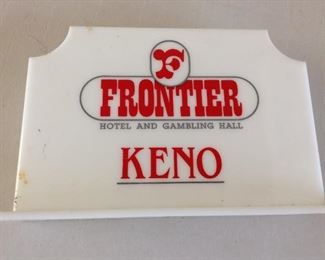 F
FRONTIER
HOTEL AND GAMBLING HALL
KENO